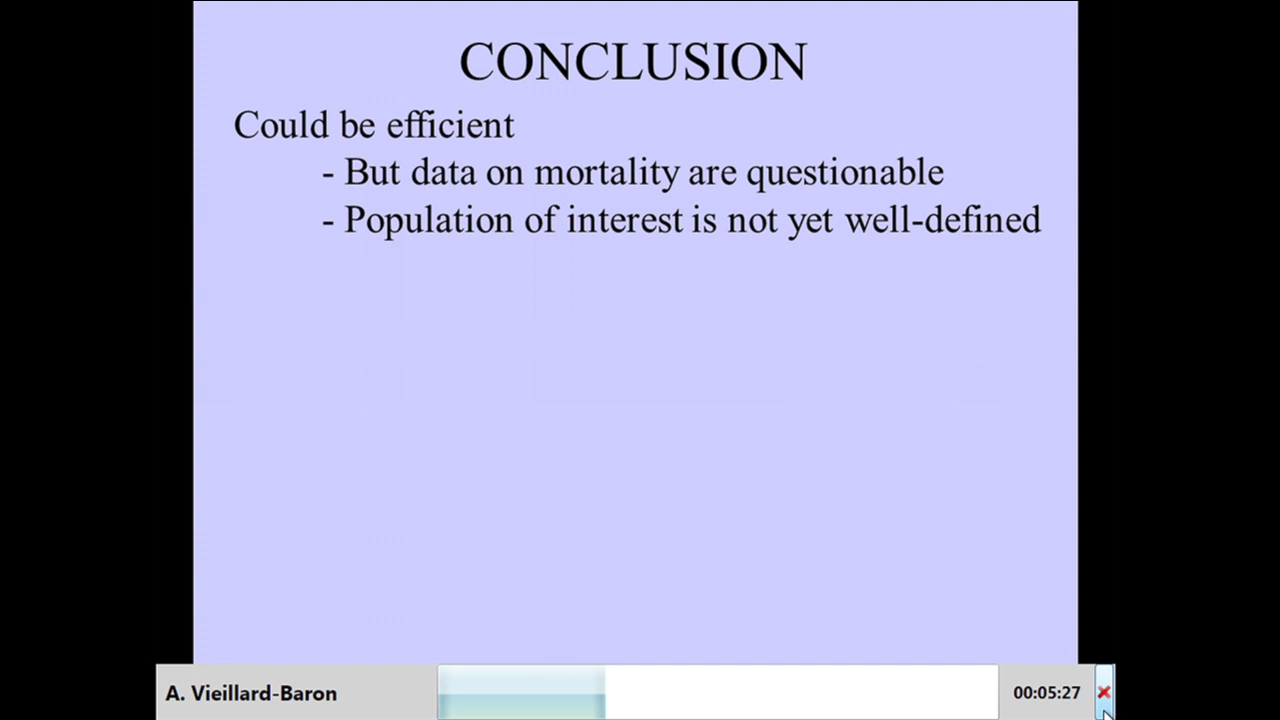 CONCLUSION
Could be efficient
- But data on mortality are questionable
- Population of interest is not yet well-defined
A. Vieillard-Baron
00:05:27